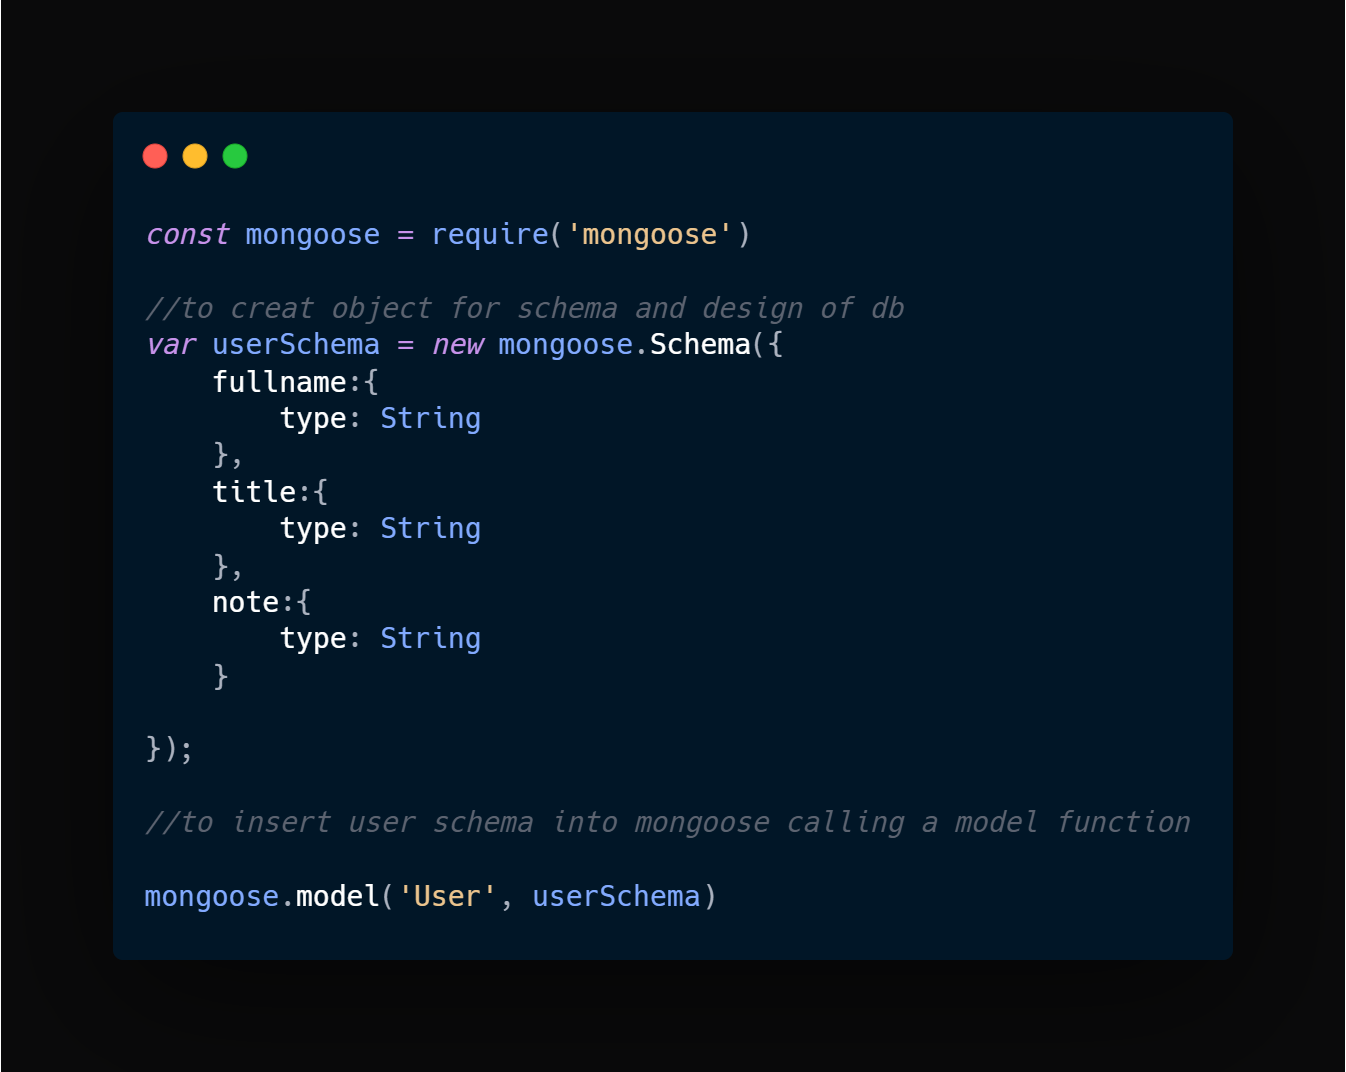 const mongoose = require('mongoose')
//to creat object for schema and design of db
var userSchema = new mongoose.Schema({
    fullname:{
        type: String
    },
    title:{
        type: String
    },
    note:{
        type: String
    }
});
//to insert user schema into mongoose calling a model function
mongoose.model('User', userSchema)